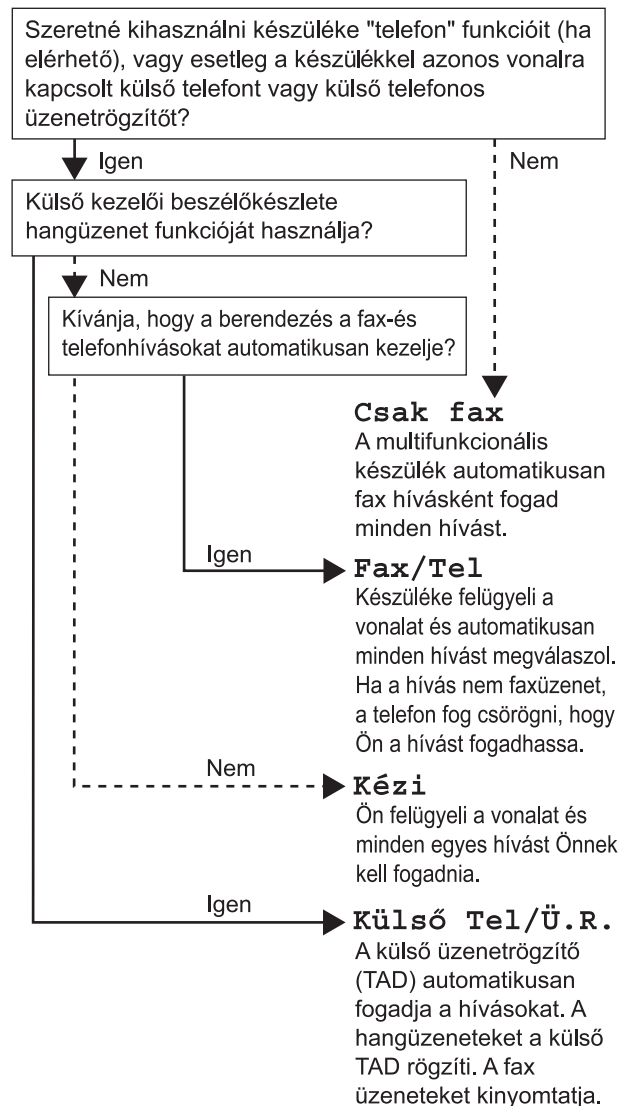 Szeretné kihasználni készüléke "telefon" funkcióit (ha
elérhető), vagy esetleg a készülékkel azonos vonalra
kapcsolt külső telefont vagy külső telefonos
üzenetrögzítőt?
Igen
Nem
Külső kezelői beszélőkészlete
hangüzenet funkcióját használja?
Nem
Kívánja, hogy a berendezés a fax-és
telefonhívásokat automatikusan kezelje?
Csak fax
A multifunkcionális
készülék automatikusan
fax hívásként fogad
minden hívást.
Igen
Fax/Tel
Készüléke felügyeli a
vonalat és automatikusan
minden hívást megválaszol.
Ha a hívás nem faxüzenet,
a telefon fog csörögni, hogy
Ön a hívást fogadhassa.
Nem
Kézi
Ön felügyeli a vonalat és
minden egyes hívást Önnek
kell fogadnia.
Igen
Külső Tel/Ü.R.
A külső üzenetrögzítő
(TAD) automatikusan
fogadja a hívásokat. A
hangüzeneteket a külső
TAD rögzíti. A fax
üzeneteket kinyomtatja.